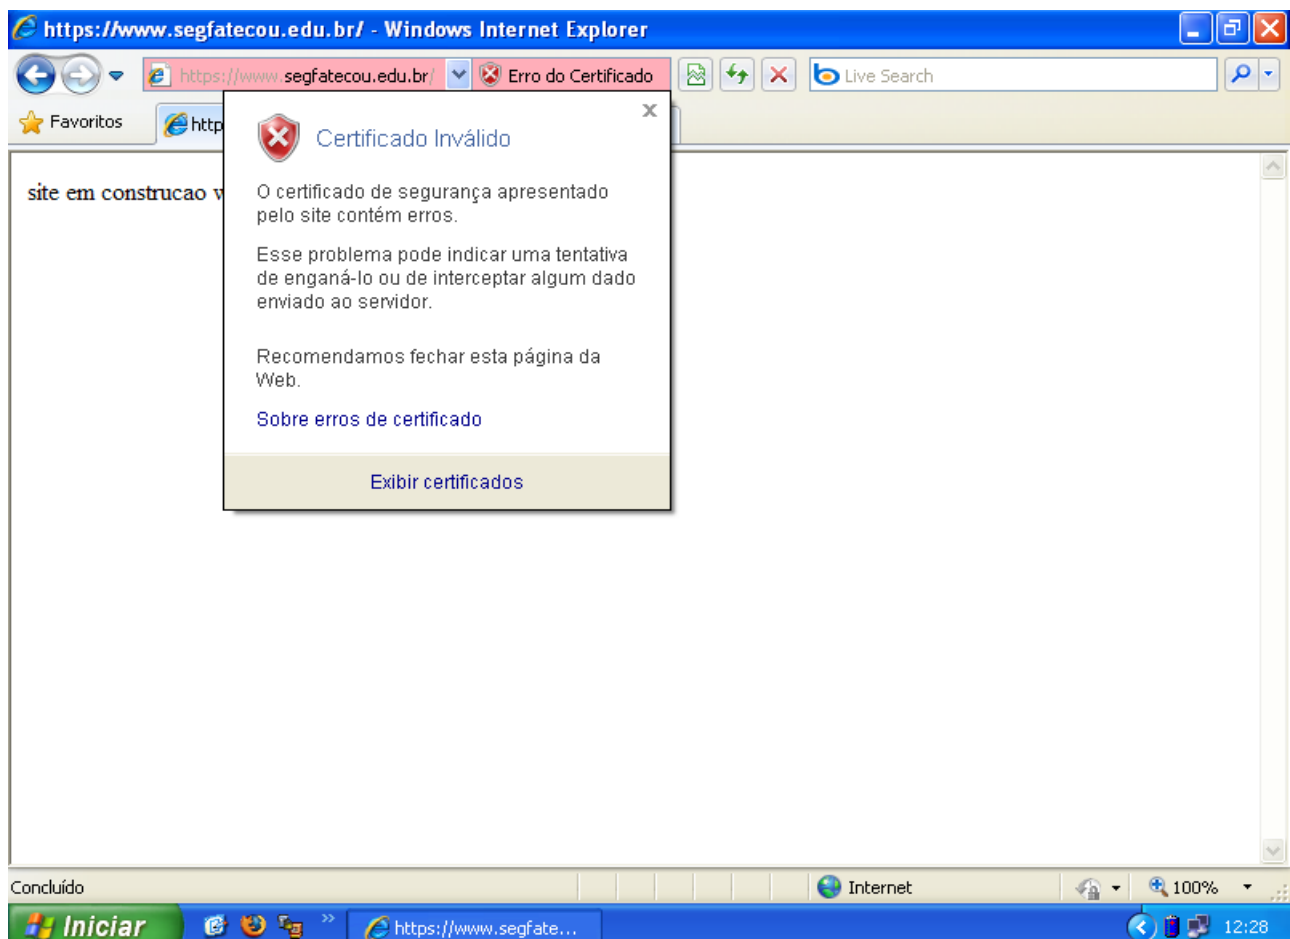 https://www.segfatecou.edu.br/ - Windows Internet Explorer
https://www.segfatecou.edu.br/ Erro do Certificado Live Search
Favoritos http
Certificado Inválido x
site em construcao
O certificado de segurança apresentado
pelo site contém erros.
Esse problema pode indicar uma tentativa
de enganá-lo ou de interceptar algum dado
enviado ao servidor.
Recomendamos fechar esta página da
Web.
Sobre erros de certificado
Exibir certificados
Concluído Internet 100%
Iniciar » https://www.segfate... 12:28